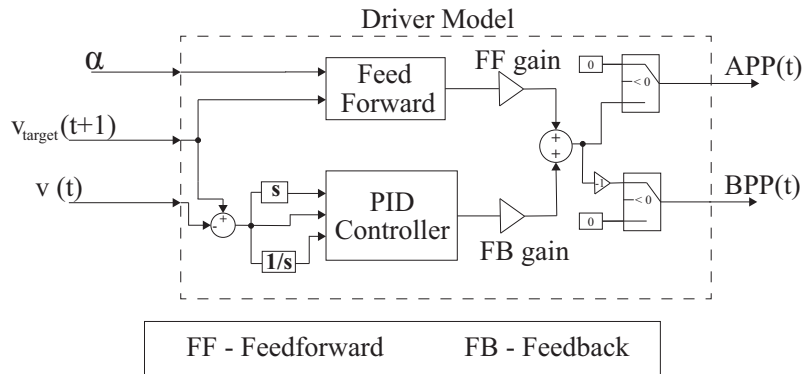 Driver Model
α
FF gain
APP(t)
Feed
Forward
0
< 0
v_target(t+1)
+
+
v (t)
s
+
-
PID
Controller
-1
BPP(t)
< 0
0
1/s
FB gain
FF - Feedforward FB - Feedback